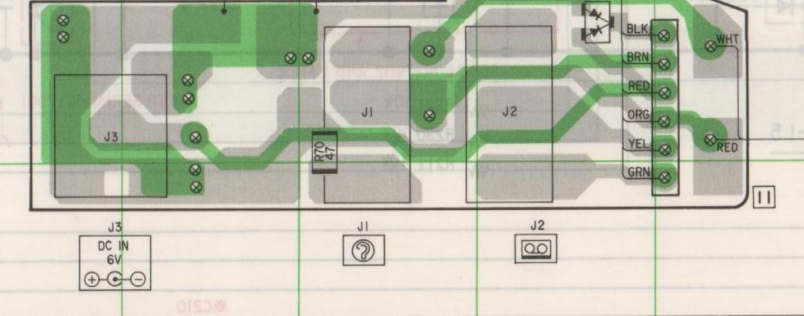 BLK
WHT
BRN
RED
J3
J1
J2
ORG
R70
47
YEL
RED
GRN
11
J3
J1
J2
DC IN
6V